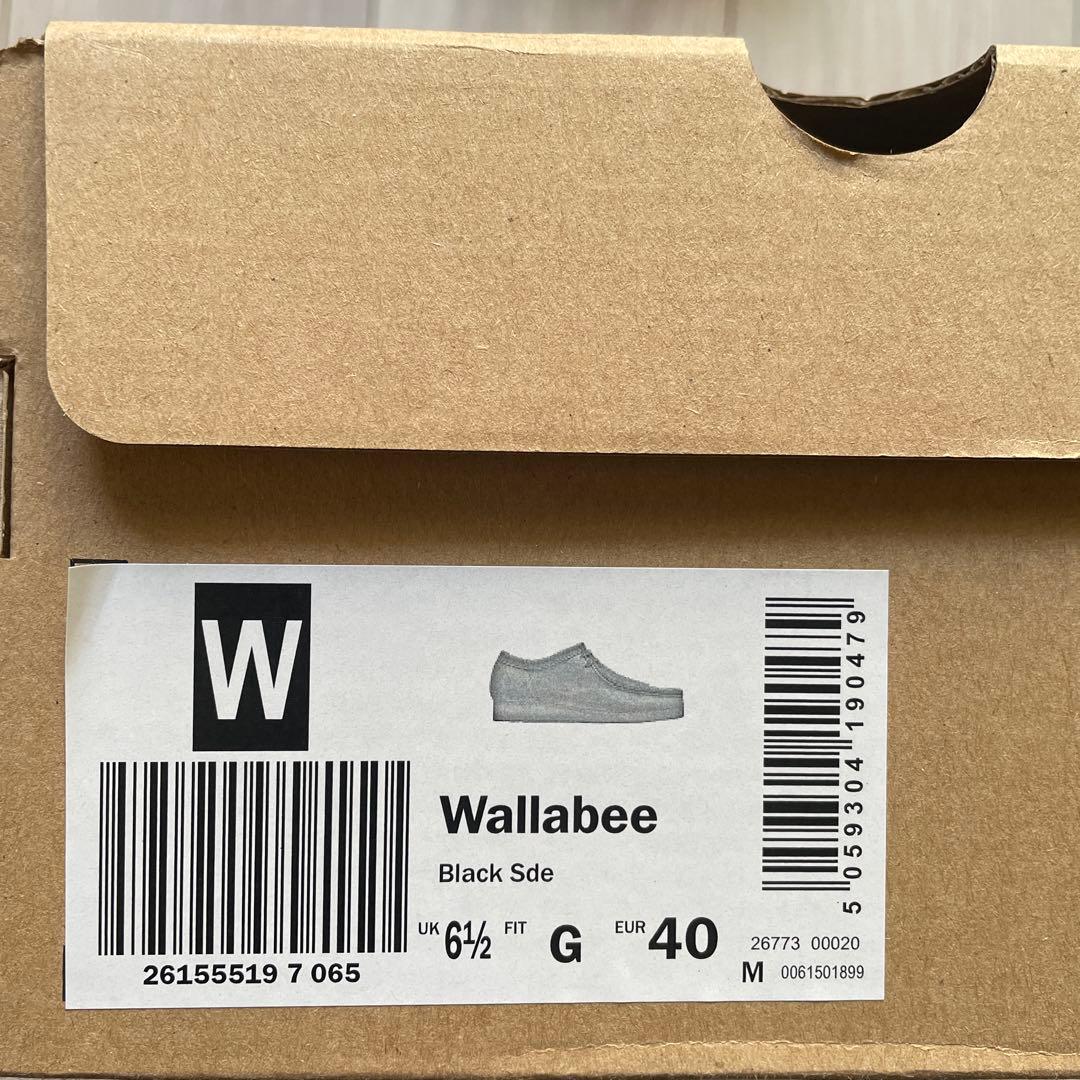 W
Wallabee
Black Sde
UK 6½ FIT G EUR 40
26155519 7 065
5 059304 190479
26773 00020
M 0061501899